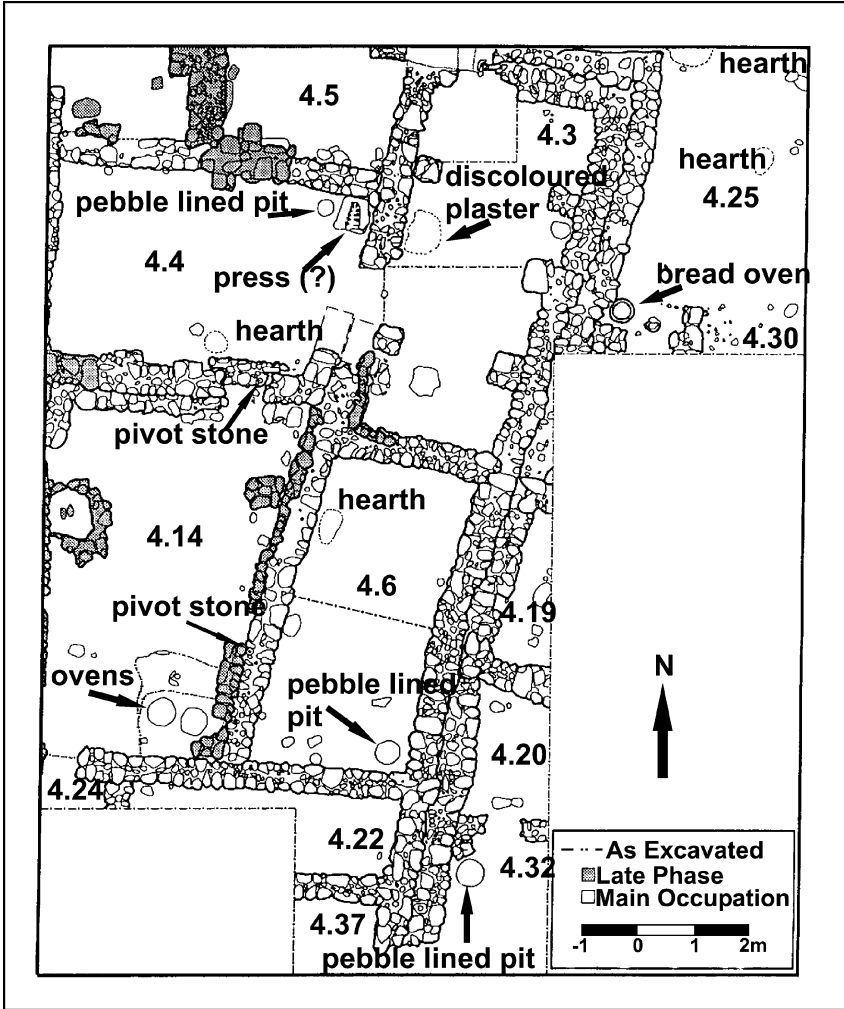 hearth
4.5
4.3
hearth
discoloured
plaster
4.25
pebble lined pit
4.4
press (?)
bread oven
hearth
4.30
pivot stone
hearth
4.14
4.6
4.19
pivot stone
ovens
pebble lined
pit
N
4.20
4.24
4.22
As Excavated
4.32
Late Phase
Main Occupation
4.37
-1 0 1 2m
pebble lined pit